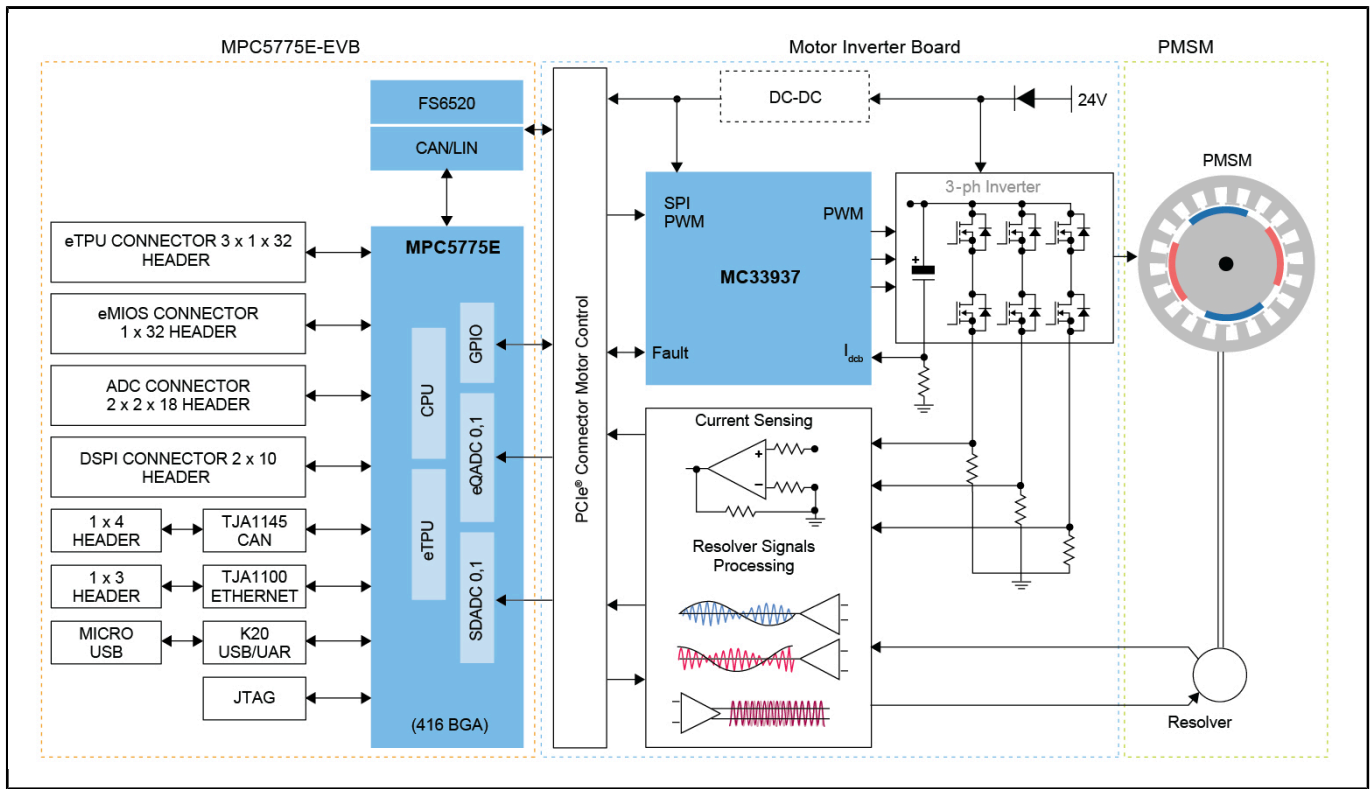 MPC5775E-EVB
Motor Inverter Board
PMSM
FS6520
CAN/LIN
MPC5775E
CPU
eTPU
GPIO
eQADC 0,1
SDADC 0,1
(416 BGA)
eTPU CONNECTOR 3 x 1 x 32
HEADER
eMIOS CONNECTOR
1 x 32 HEADER
ADC CONNECTOR
2 x 2 x 18 HEADER
DSPI CONNECTOR 2 x 10
HEADER
1 x 4
HEADER
TJA1145
CAN
1 x 3
HEADER
TJA1100
ETHERNET
MICRO
USB
K20
USB/UAR
JTAG
PCIe® Connector Motor Control
DC-DC
24V
SPI
PWM
PWM
MC33937
Fault
Idcb
3-ph Inverter
+
Current Sensing
+
−
Resolver Signals
Processing
PMSM
Resolver